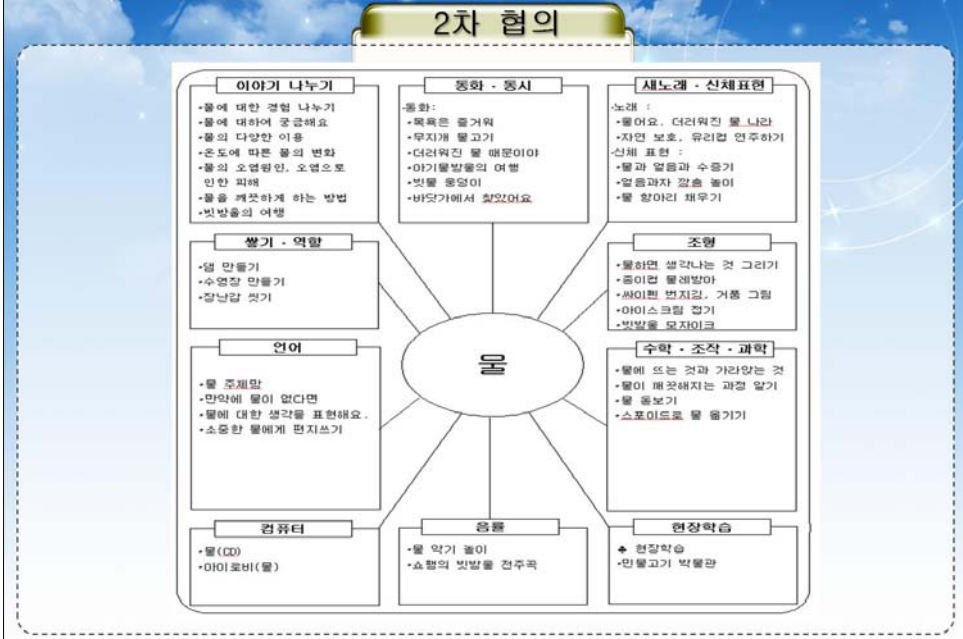 2차 협의
이야기 나누기
•물에 대한 경험 나누기
•물에 대하여 궁금해요
•물의 다양한 이용
•온도에 따른 물의 변화
•물의 오염원인, 오염으로
인한 피해
•물을 깨끗하게 하는 방법
•빗방울의 여행
동화 · 동시
-동화:
•목욕은 즐거워
•무지개 물고기
•더러워진 물 때문이야
•아기물방울의 여행
•빗물 웅덩이
•바닷가에서 찾았어요
새노래 · 신체표현
-노래 :
•울어요. 더러워진 물 나라
•자연 보호, 유리컵 연주하기
-신체 표현 :
•물과 얼음과 수증기
•얼음과자 깡충 놀이
•물 항아리 채우기
쌓기 · 역할
•댐 만들기
•수영장 만들기
•장난감 씻기
조형
•물하면 생각나는 것 그리기
•종이컵 물레방아
•싸이펜 번지감, 거품 그림
•아이스크림 접기
•빗방울 모자이크
물
언어
•물 주제망
•만약에 물이 없다면
•물에 대한 생각을 표현해요.
•소중한 물에게 편지쓰기
수학 · 조작 · 과학
•물에 뜨는 것과 가라앉는 것
•물이 깨끗해지는 과정 알기
•물 돋보기
•스포이드로 물 옮기기
컴퓨터
•물(CD)
•아이로비(물)
음률
•물 악기 놀이
•쇼팽의 빗방울 전주곡
현장학습
♣ 현장학습
•민물고기 박물관